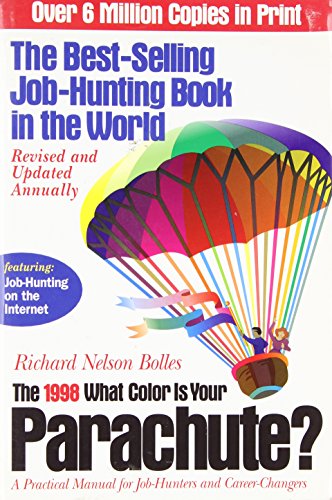 Over 6 Million Copies in Print
The Best-Selling
Job-Hunting Book
in the World
Revised and
Updated
Annually
featuring:
Job-Hunting
on the
Internet
Richard Nelson Bolles
The 1998 What Color Is Your
Parachute?
A Practical Manual for Job-Hunters and Career-Changers